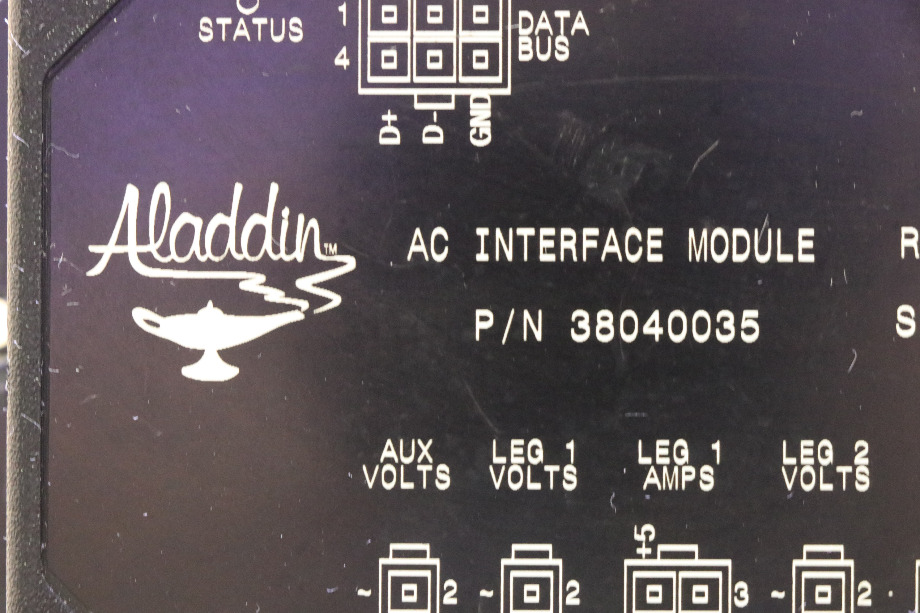 STATUS
1
4
DATA
BUS
D+ D- GND
Aladdin TM
AC INTERFACE MODULE
R
P/N 38040035
S
AUX VOLTS
LEG 1 VOLTS
LEG 1 AMPS
LEG 2 VOLTS
+5
~ 2 ~ 2 3 ~ 2